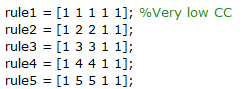 rule1 = [1 1 1 1 1]; %Very low CC
rule2 = [1 2 2 1 1];
rule3 = [1 3 3 1 1];
rule4 = [1 4 4 1 1];
rule5 = [1 5 5 1 1];